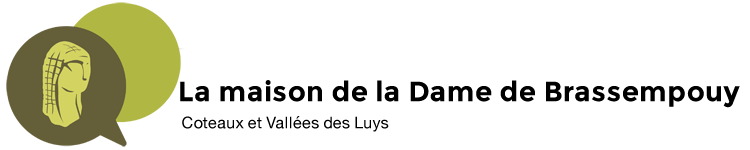 La maison de la Dame de Brassempouy
Coteaux et Vallées des Luys